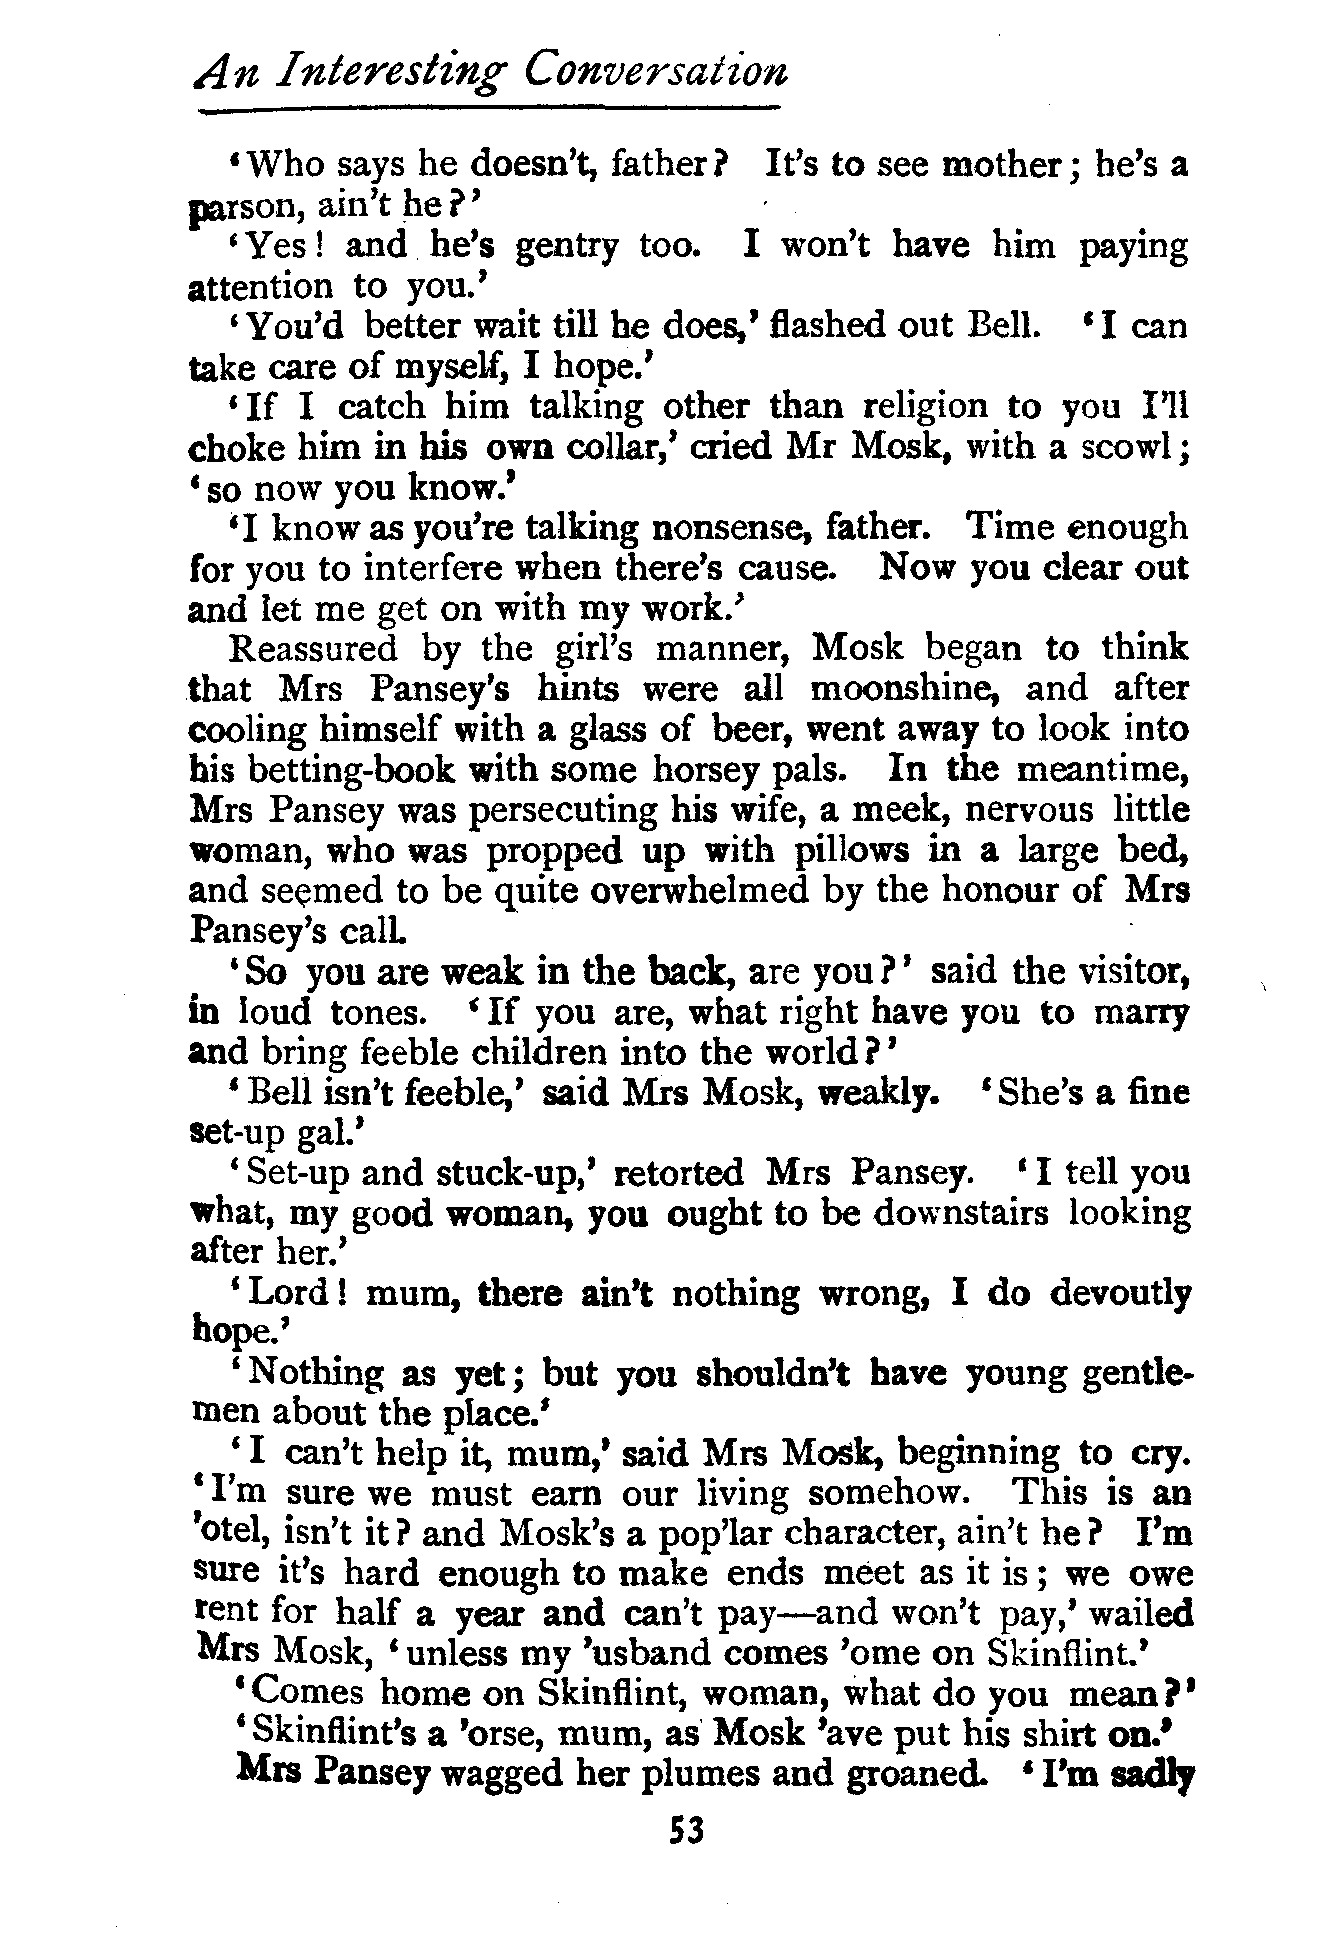 An Interesting Conversation
‘Who says he doesn’t, father? It’s to see mother; he’s a
parson, ain’t he?’
‘Yes! and he’s gentry too. I won’t have him paying
attention to you.’
‘You’d better wait till he does,’ flashed out Bell. ‘I can
take care of myself, I hope.’
‘If I catch him talking other than religion to you I’ll
choke him in his own collar,’ cried Mr Mosk, with a scowl;
‘so now you know.’
‘I know as you’re talking nonsense, father. Time enough
for you to interfere when there’s cause. Now you clear out
and let me get on with my work.’
Reassured by the girl’s manner, Mosk began to think
that Mrs Pansey’s hints were all moonshine, and after
cooling himself with a glass of beer, went away to look into
his betting-book with some horsey pals. In the meantime,
Mrs Pansey was persecuting his wife, a meek, nervous little
woman, who was propped up with pillows in a large bed,
and seemed to be quite overwhelmed by the honour of Mrs
Pansey’s call.
‘So you are weak in the back, are you?’ said the visitor,
in loud tones. ‘If you are, what right have you to marry
and bring feeble children into the world?’
‘Bell isn’t feeble,’ said Mrs Mosk, weakly. ‘She’s a fine
set-up gal.’
‘Set-up and stuck-up,’ retorted Mrs Pansey. ‘I tell you
what, my good woman, you ought to be downstairs looking
after her.’
‘Lord! mum, there ain’t nothing wrong, I do devoutly
hope.’
‘Nothing as yet; but you shouldn’t have young gentle-
men about the place.’
‘I can’t help it, mum,’ said Mrs Mosk, beginning to cry.
‘I’m sure we must earn our living somehow. This is an
’otel, isn’t it? and Mosk’s a pop’lar character, ain’t he? I’m
sure it’s hard enough to make ends meet as it is; we owe
rent for half a year and can’t pay—and won’t pay,’ wailed
Mrs Mosk, ‘unless my ’usband comes ’ome on Skinflint.’
‘Comes home on Skinflint, woman, what do you mean?’
‘Skinflint’s a ’orse, mum, as Mosk ’ave put his shirt on.’
Mrs Pansey wagged her plumes and groaned. ‘I’m sadly
53